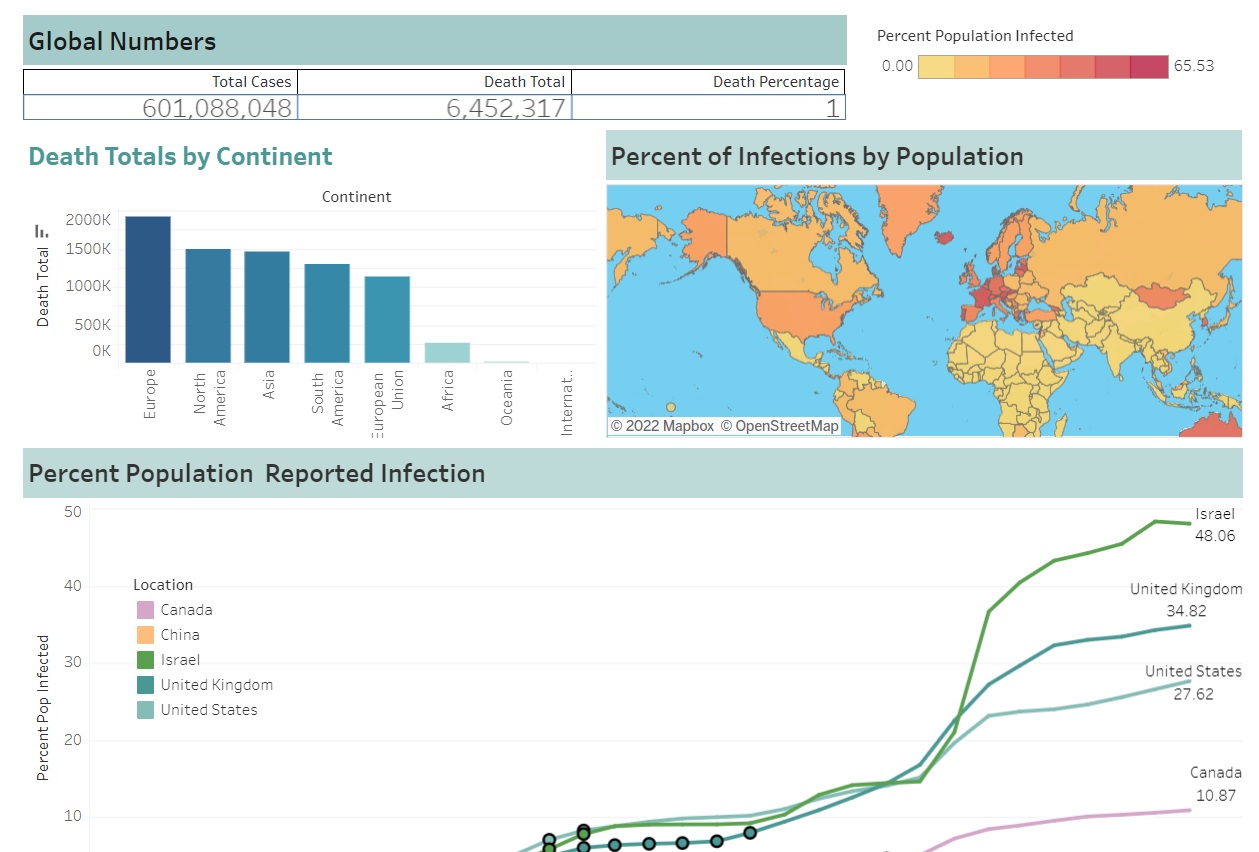 Global Numbers
Total Cases Death Total Death Percentage
601,088,048 6,452,317 1
Percent Population Infected
0.00 65.53
Death Totals by Continent
Continent
Death Total
2000K
1500K
1000K
500K
0K
Europe
North
America
Asia
South
America
European
Union
Africa
Oceania
Internat..
Percent of Infections by Population
© 2022 Mapbox © OpenStreetMap
Percent Population Reported Infection
Percent Pop Infected
50
40
30
20
10
Location
Canada
China
Israel
United Kingdom
United States
Israel
48.06
United Kingdom
34.82
United States
27.62
Canada
10.87